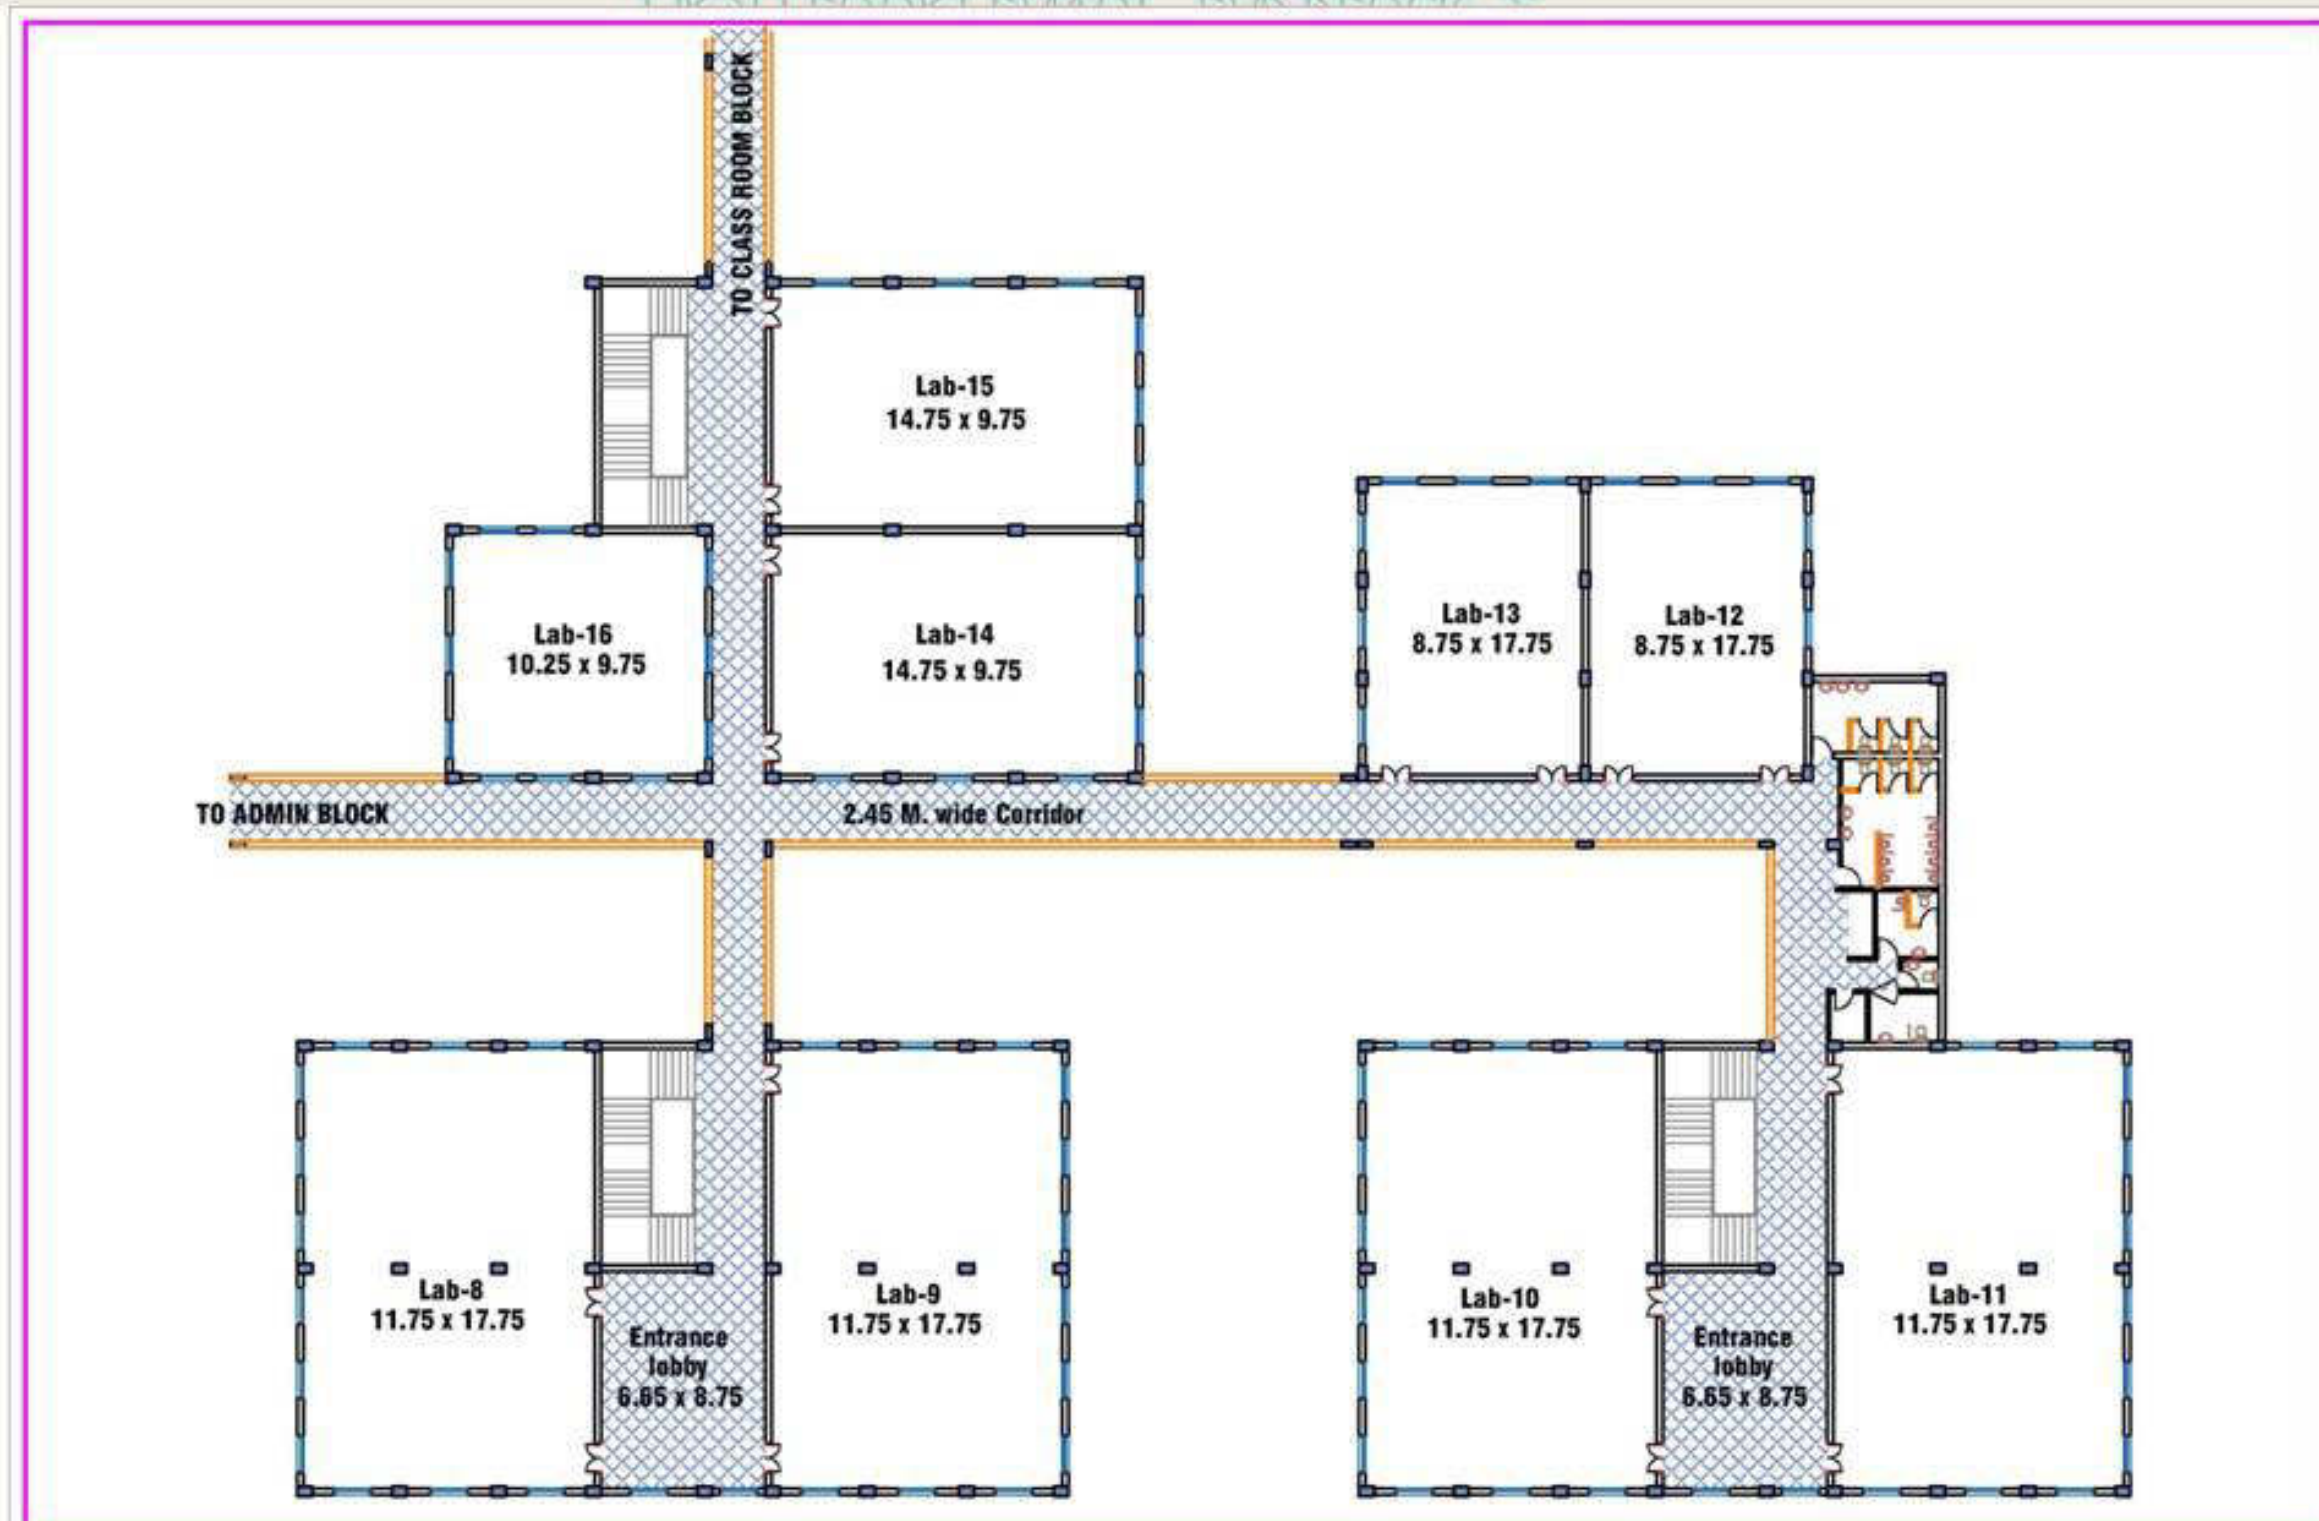 TO CLASS ROOM BLOCK
Lab-15
14.75 x 9.75
Lab-16
10.25 x 9.75
Lab-14
14.75 x 9.75
Lab-13
8.75 x 17.75
Lab-12
8.75 x 17.75
TO ADMIN BLOCK
2.45 M. wide Corridor
Lab-8
11.75 x 17.75
Entrance
lobby
6.65 x 8.75
Lab-9
11.75 x 17.75
Lab-10
11.75 x 17.75
Entrance
lobby
6.65 x 8.75
Lab-11
11.75 x 17.75